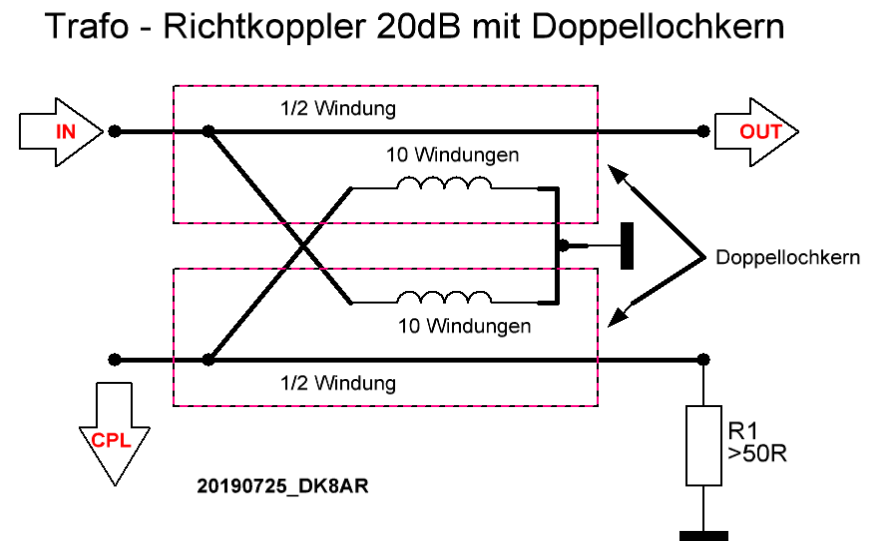 Trafo - Richtkoppler 20dB mit Doppellochkern
1/2 Windung
IN
OUT
10 Windungen
Doppellochkern
10 Windungen
1/2 Windung
CPL
R1
>50R
20190725_DK8AR